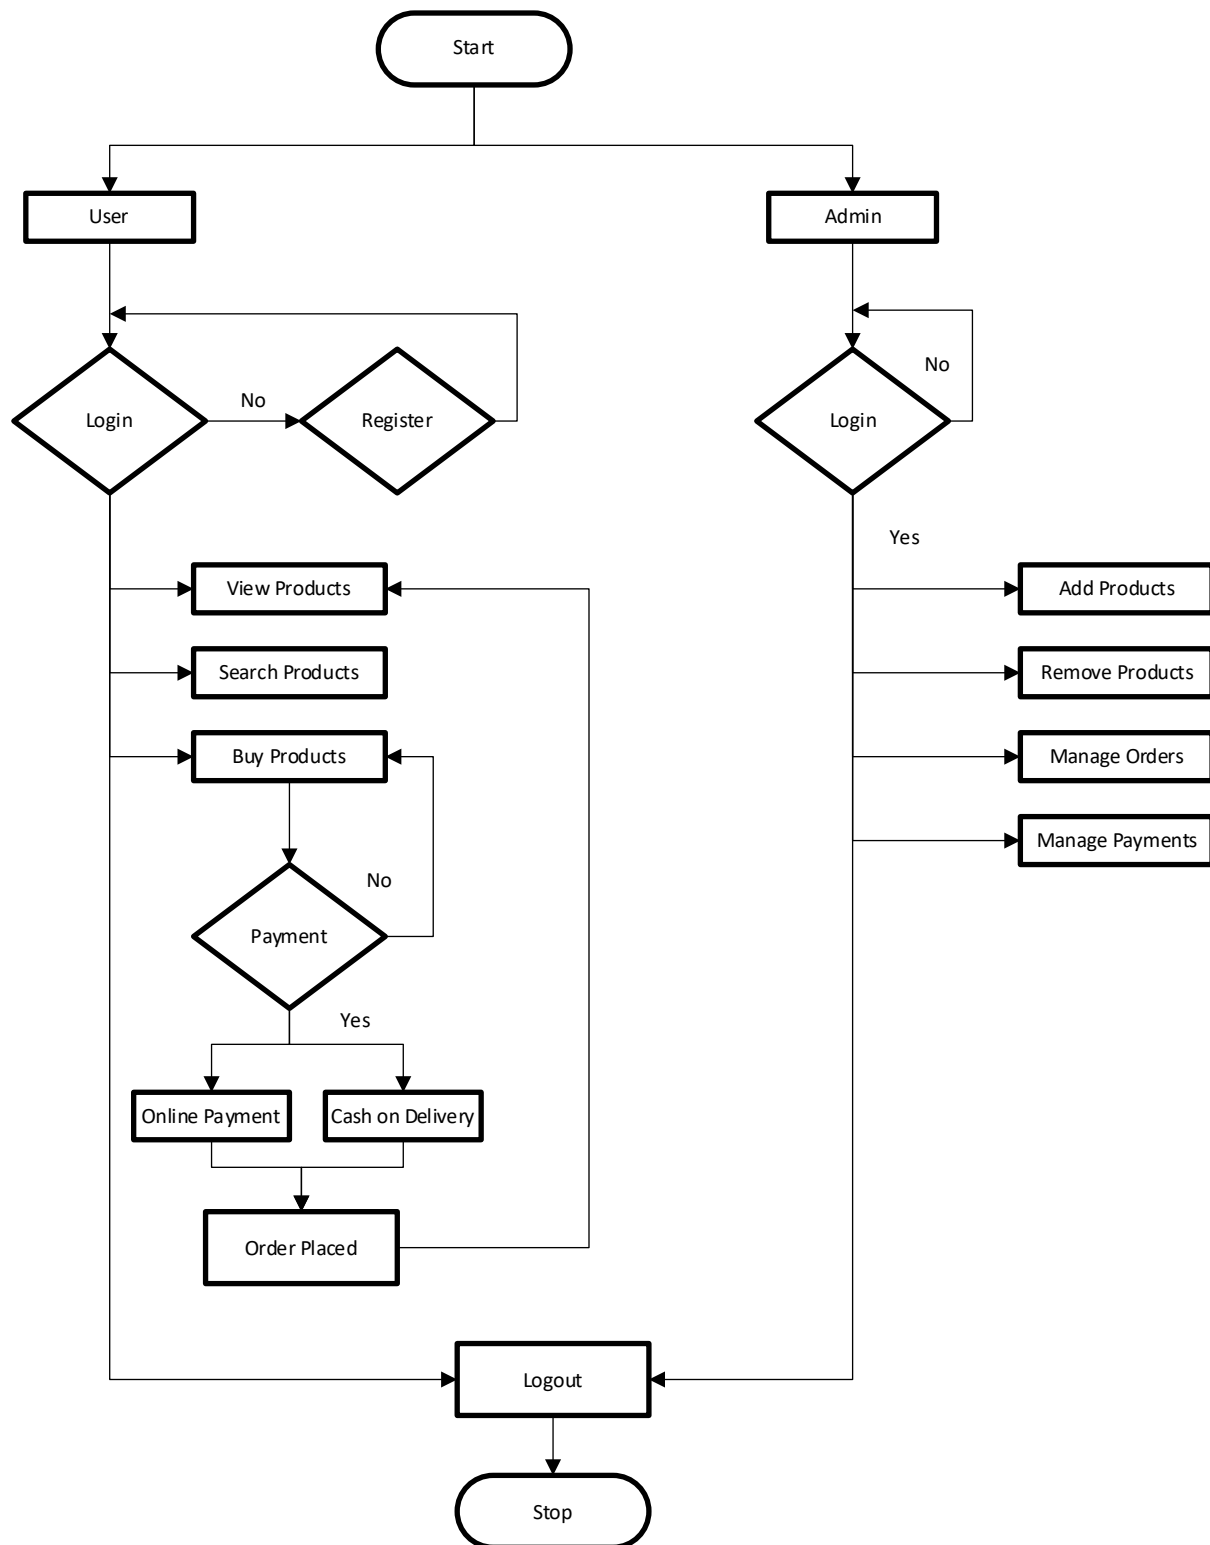 Start
User
Admin
No
Login
No
Register
Login
Yes
View Products
Add Products
Search Products
Remove Products
Buy Products
Manage Orders
Manage Payments
No
Payment
Yes
Online Payment
Cash on Delivery
Order Placed
Logout
Stop